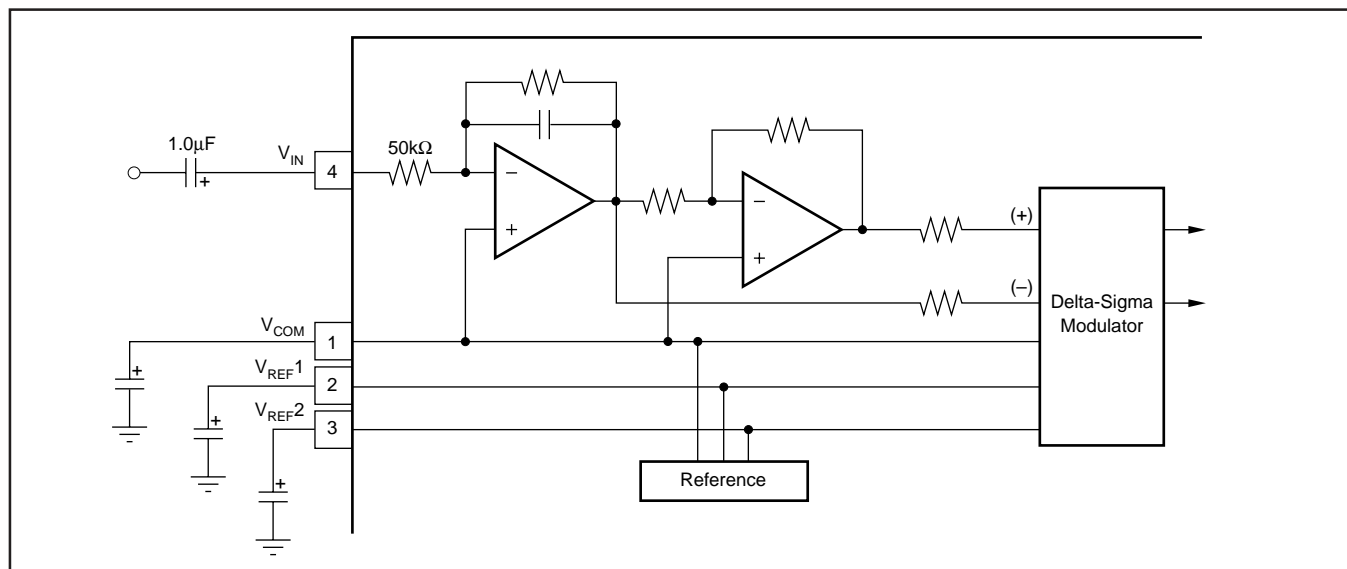 1.0µF
V_IN
4
50kΩ
−
+
−
+
(+)
(−)
Delta-Sigma
Modulator
V_COM
1
V_REF1
2
V_REF2
3
+
+
+
+
Reference